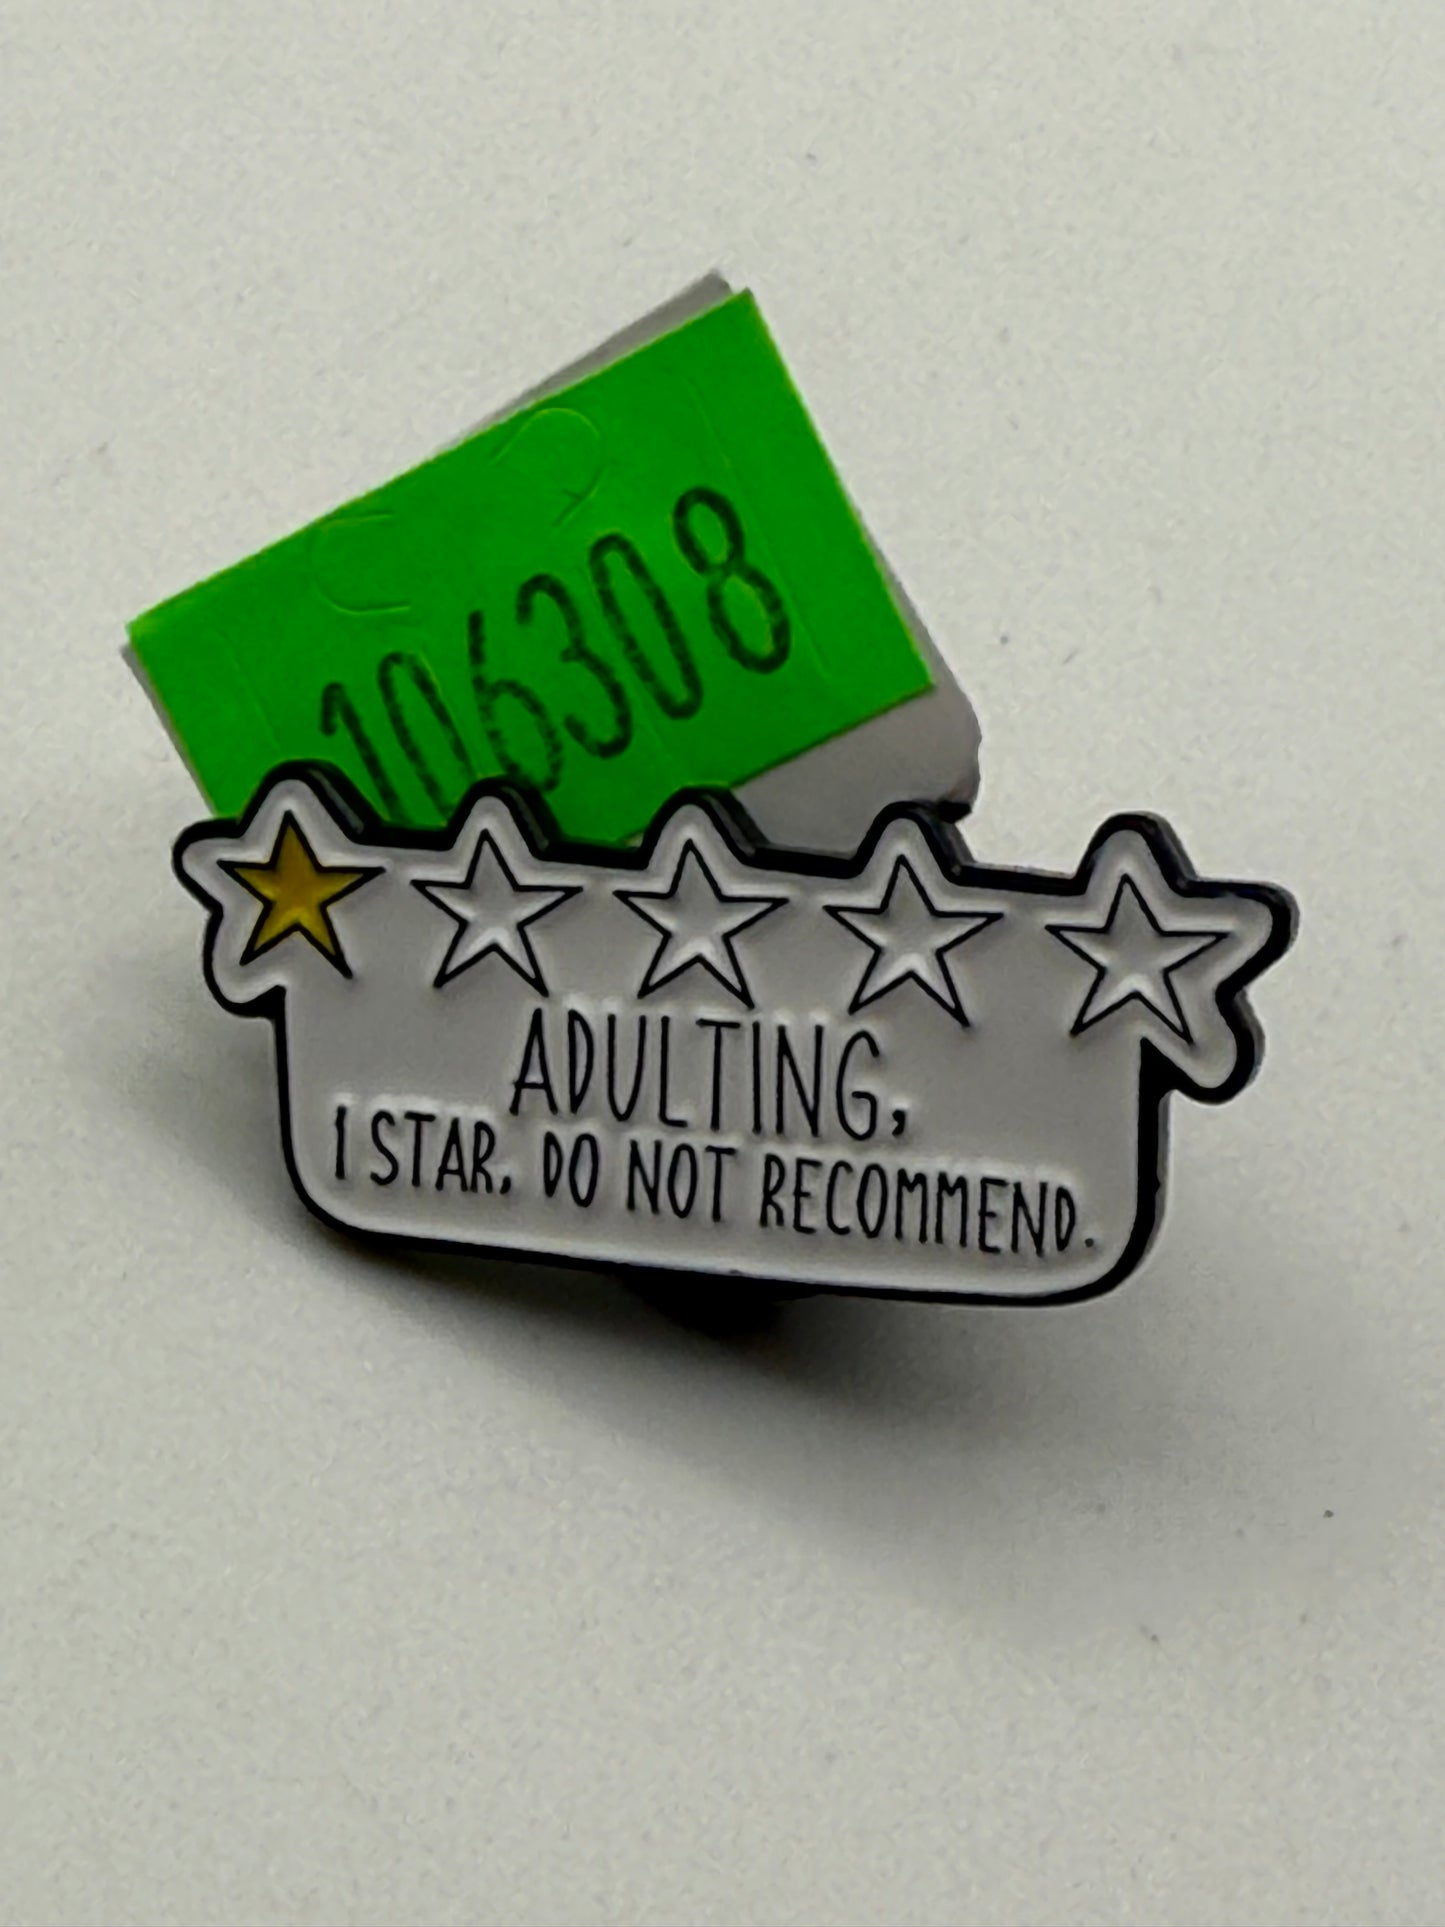 106308
ADULTING,
1 STAR, DO NOT RECOMMEND.